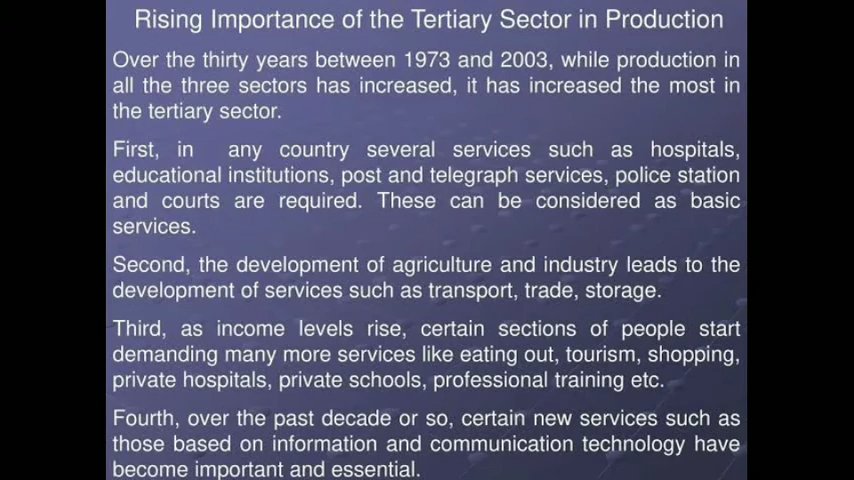 Rising Importance of the Tertiary Sector in Production
Over the thirty years between 1973 and 2003, while production in
all the three sectors has increased, it has increased the most in
the tertiary sector.
First, in any country several services such as hospitals,
educational institutions, post and telegraph services, police station
and courts are required. These can be considered as basic
services.
Second, the development of agriculture and industry leads to the
development of services such as transport, trade, storage.
Third, as income levels rise, certain sections of people start
demanding many more services like eating out, tourism, shopping,
private hospitals, private schools, professional training etc.
Fourth, over the past decade or so, certain new services such as
those based on information and communication technology have
become important and essential.